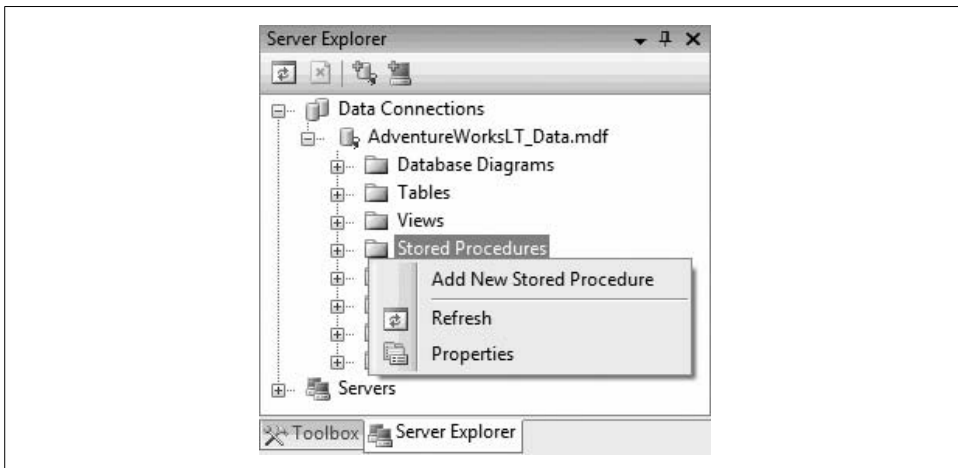 Server Explorer
Data Connections
AdventureWorksLT_Data.mdf
Database Diagrams
Tables
Views
Stored Procedures
Add New Stored Procedure
Refresh
Properties
Servers
Toolbox Server Explorer